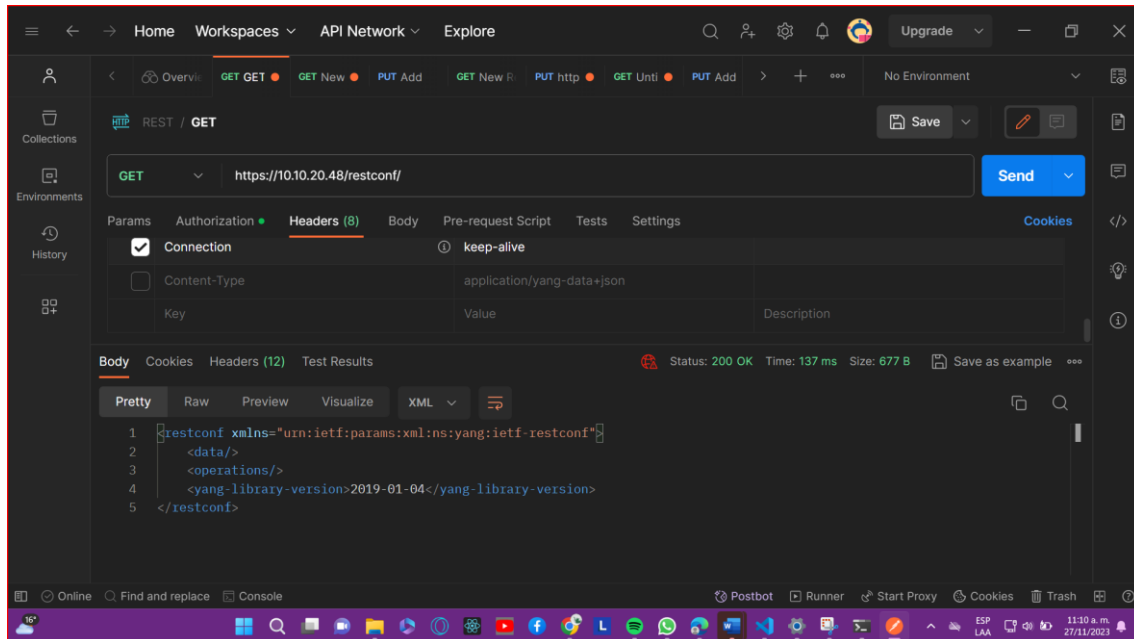 Home Workspaces API Network Explore Upgrade
Overvie GET GET GET New PUT Add GET New R PUT http GET Unti PUT Add No Environment
Collections
Environments
History
HTTP REST / GET Save
GET https://10.10.20.48/restconf/ Send
Params Authorization Headers (8) Body Pre-request Script Tests Settings Cookies
Connection keep-alive
Content-Type application/yang-data+json
Key Value Description
Body Cookies Headers (12) Test Results Status: 200 OK Time: 137 ms Size: 677 B Save as example
Pretty Raw Preview Visualize XML
1 <restconf xmlns="urn:ietf:params:xml:ns:yang:ietf-restconf">
2 <data/>
3 <operations/>
4 <yang-library-version>2019-01-04</yang-library-version>
5 </restconf>
Online Find and replace Console Postbot Runner Start Proxy Cookies Trash
16° L ESP LAA 11:10 a. m. 27/11/2023